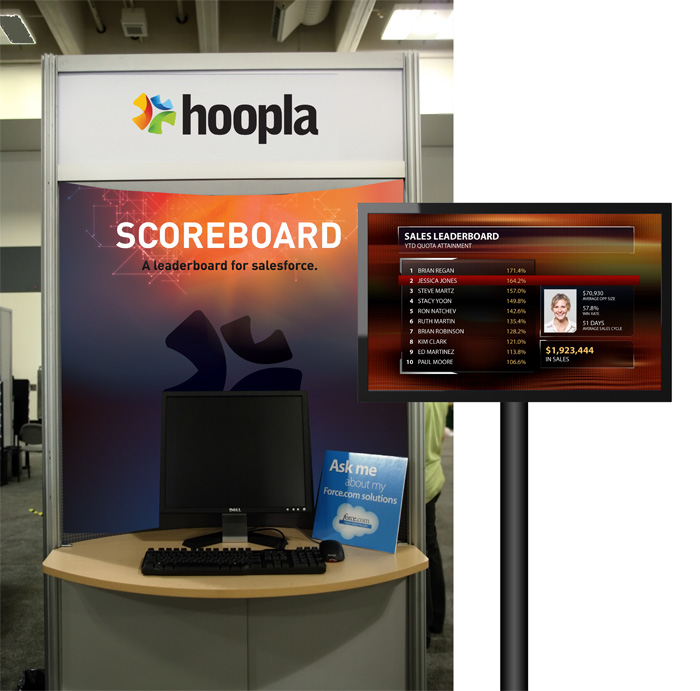 hoopla
SCOREBOARD
A leaderboard for salesforce.
SALES LEADERBOARD
YTD QUOTA ATTAINMENT
1 BRIAN REGAN 171.4%
2 JESSICA JONES 164.2%
3 STEVE MARTZ 157.0%
4 STACY YOON 149.8%
5 RON NATCHEV 142.6%
6 RUTH MARTIN 135.4%
7 BRIAN ROBINSON 128.2%
8 KIM CLARK 121.0%
9 ED MARTINEZ 113.8%
10 PAUL MOORE 106.6%
$70,930
AVERAGE OPP SIZE
57.8%
WIN RATE
51 DAYS
AVERAGE SALES CYCLE
$1,923,444
IN SALES
Ask me
about my
Force.com solutions
force.com
DELL